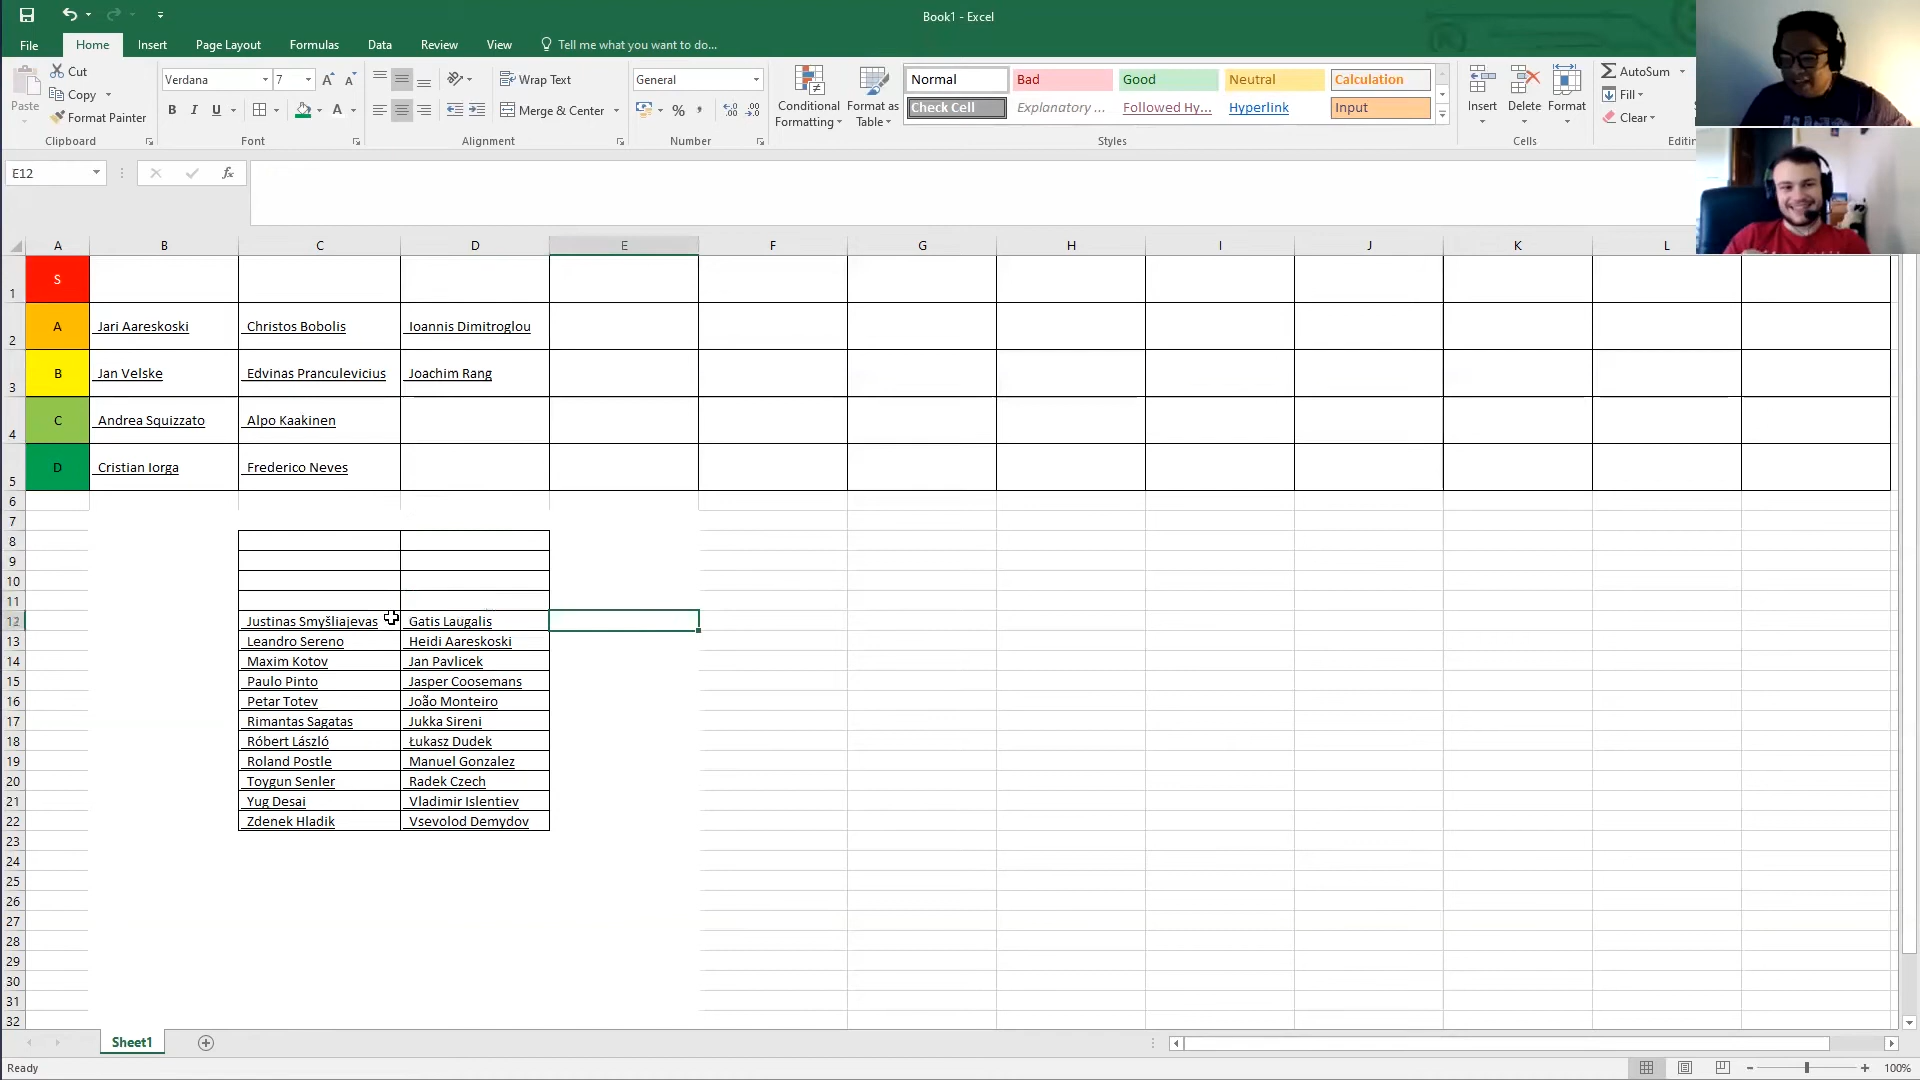 Book1 - Excel
File Home Insert Page Layout Formulas Data Review View Tell me what you want to do...
Paste
Cut
Copy
Format Painter
Clipboard
Verdana 7
B I U
Font
Wrap Text
Merge & Center
Alignment
General
%
Number
Conditional Formatting
Format as Table
Normal Bad Good Neutral Calculation
Check Cell Explanatory ... Followed Hy... Hyperlink Input
Styles
Insert Delete Format
Cells
AutoSum
Fill
Clear
Editin
E12
fx
A B C D E F G H I J K L
1 S
2 A Jari Aareskoski Christos Bobolis Ioannis Dimitroglou
3 B Jan Velske Edvinas Pranculevicius Joachim Rang
4 C Andrea Squizzato Alpo Kaakinen
5 D Cristian Iorga Frederico Neves
6
7
8
9
10
11
12 Justinas Smyšliajevas Gatis Laugalis
13 Leandro Sereno Heidi Aareskoski
14 Maxim Kotov Jan Pavlicek
15 Paulo Pinto Jasper Coosemans
16 Petar Totev João Monteiro
17 Rimantas Sagatas Jukka Sireni
18 Róbert László Łukasz Dudek
19 Roland Postle Manuel Gonzalez
20 Toygun Senler Radek Czech
21 Yug Desai Vladimir Islentiev
22 Zdenek Hladik Vsevolod Demydov
23
24
25
26
27
28
29
30
31
32
Sheet1
Ready
100%